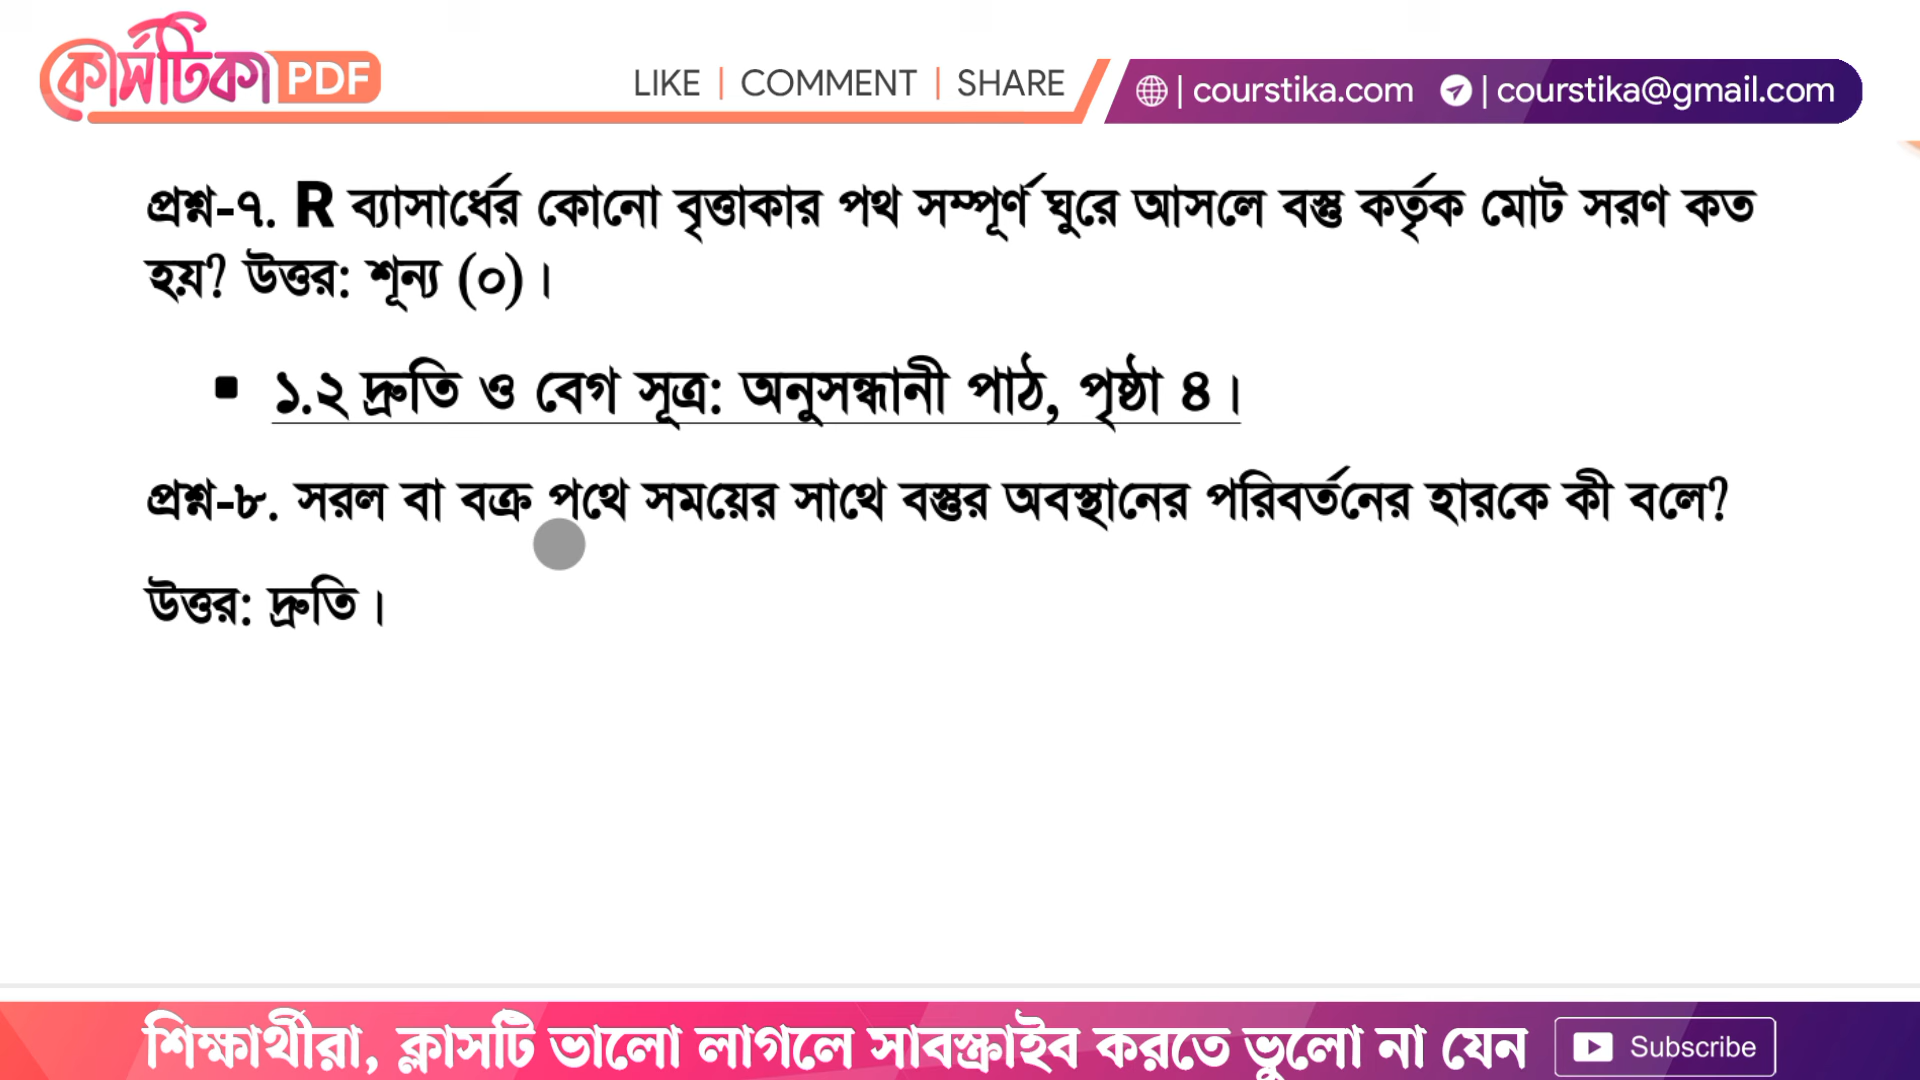 কোর্সটিকা PDF
LIKE | COMMENT | SHARE
| courstika.com | courstika@gmail.com
প্রশ্ন-৭. R ব্যাসার্ধের কোনো বৃত্তাকার পথ সম্পূর্ণ ঘুরে আসলে বস্তু কর্তৃক মোট সরণ কত
হয়? উত্তর: শূন্য (০)।
▪ ১.২ দ্রুতি ও বেগ সূত্র: অনুসন্ধানী পাঠ, পৃষ্ঠা ৪।
প্রশ্ন-৮. সরল বা বক্র পথে সময়ের সাথে বস্তুর অবস্থানের পরিবর্তনের হারকে কী বলে?
উত্তর: দ্রুতি।
শিক্ষার্থীরা, ক্লাসটি ভালো লাগলে সাবস্ক্রাইব করতে ভুলো না যেন
Subscribe